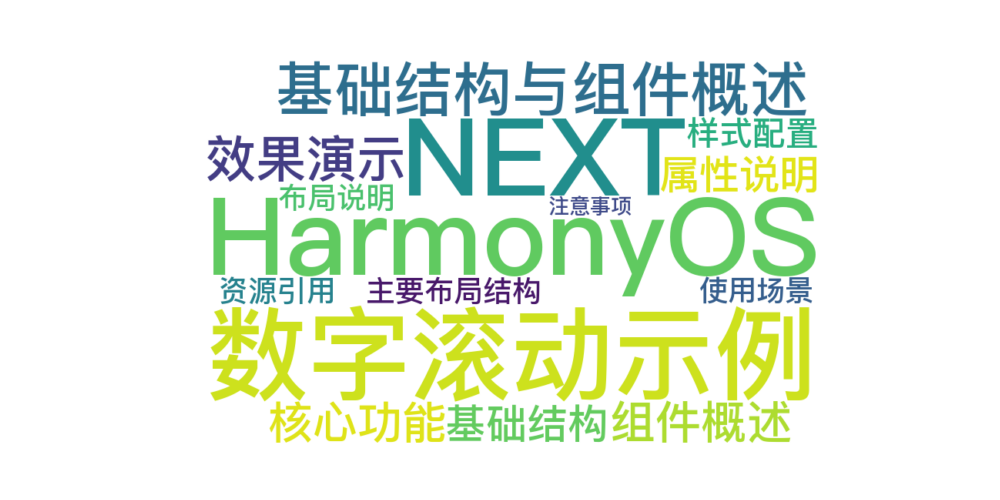 基础结构与组件概述
NEXT
样式配置
效果演示
属性说明
布局说明
注意事项
HarmonyOS
资源引用
主要布局结构
使用场景
数字滚动示例
核心功能
基础结构
组件概述